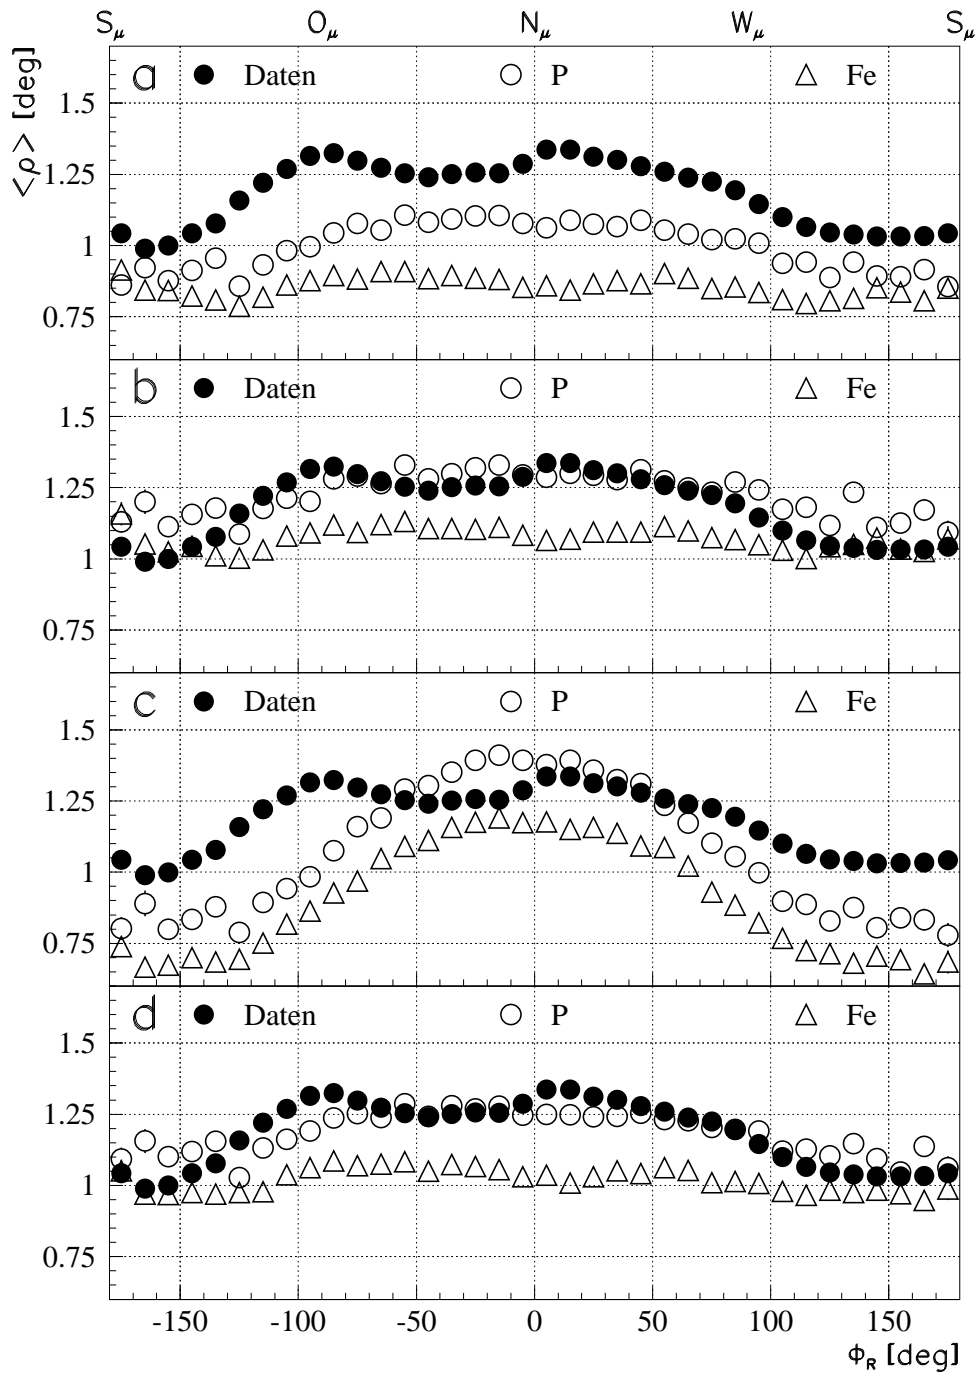 S_μ O_μ N_μ W_μ S_μ
<ρ> [deg]
a Daten P Fe
1.5
1.25
1
0.75
b Daten P Fe
1.5
1.25
1
0.75
c Daten P Fe
1.5
1.25
1
0.75
d Daten P Fe
1.5
1.25
1
0.75
-150 -100 -50 0 50 100 150
Φ_R [deg]